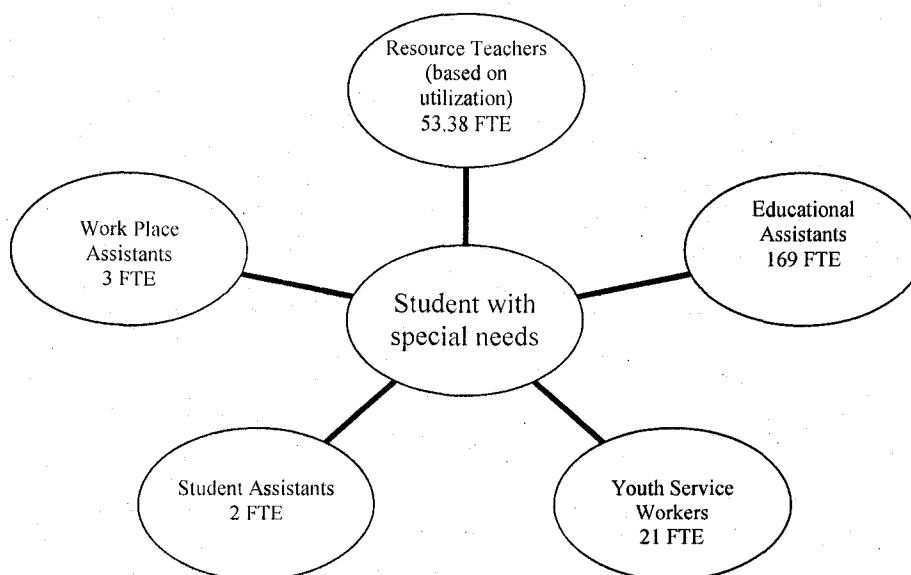 Resource Teachers
(based on
utilization)
53.38 FTE
Work Place
Assistants
3 FTE
Educational
Assistants
169 FTE
Student with
special needs
Student Assistants
2 FTE
Youth Service
Workers
21 FTE